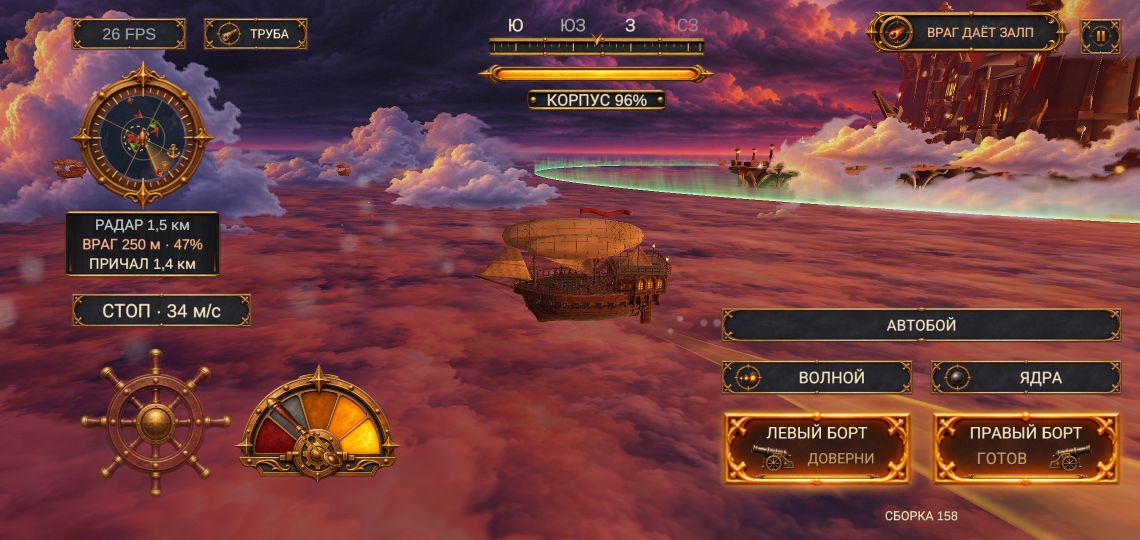 26 FPS
ТРУБА
Ю ЮЗ З СЗ
КОРПУС 96%
ВРАГ ДАЁТ ЗАЛП
РАДАР 1,5 км
ВРАГ 250 м · 47%
ПРИЧАЛ 1,4 км
СТОП · 34 м/с
АВТОБОЙ
ВОЛНОЙ
ЯДРА
ЛЕВЫЙ БОРТ
ДОВЕРНИ
ПРАВЫЙ БОРТ
ГОТОВ
СБОРКА 158